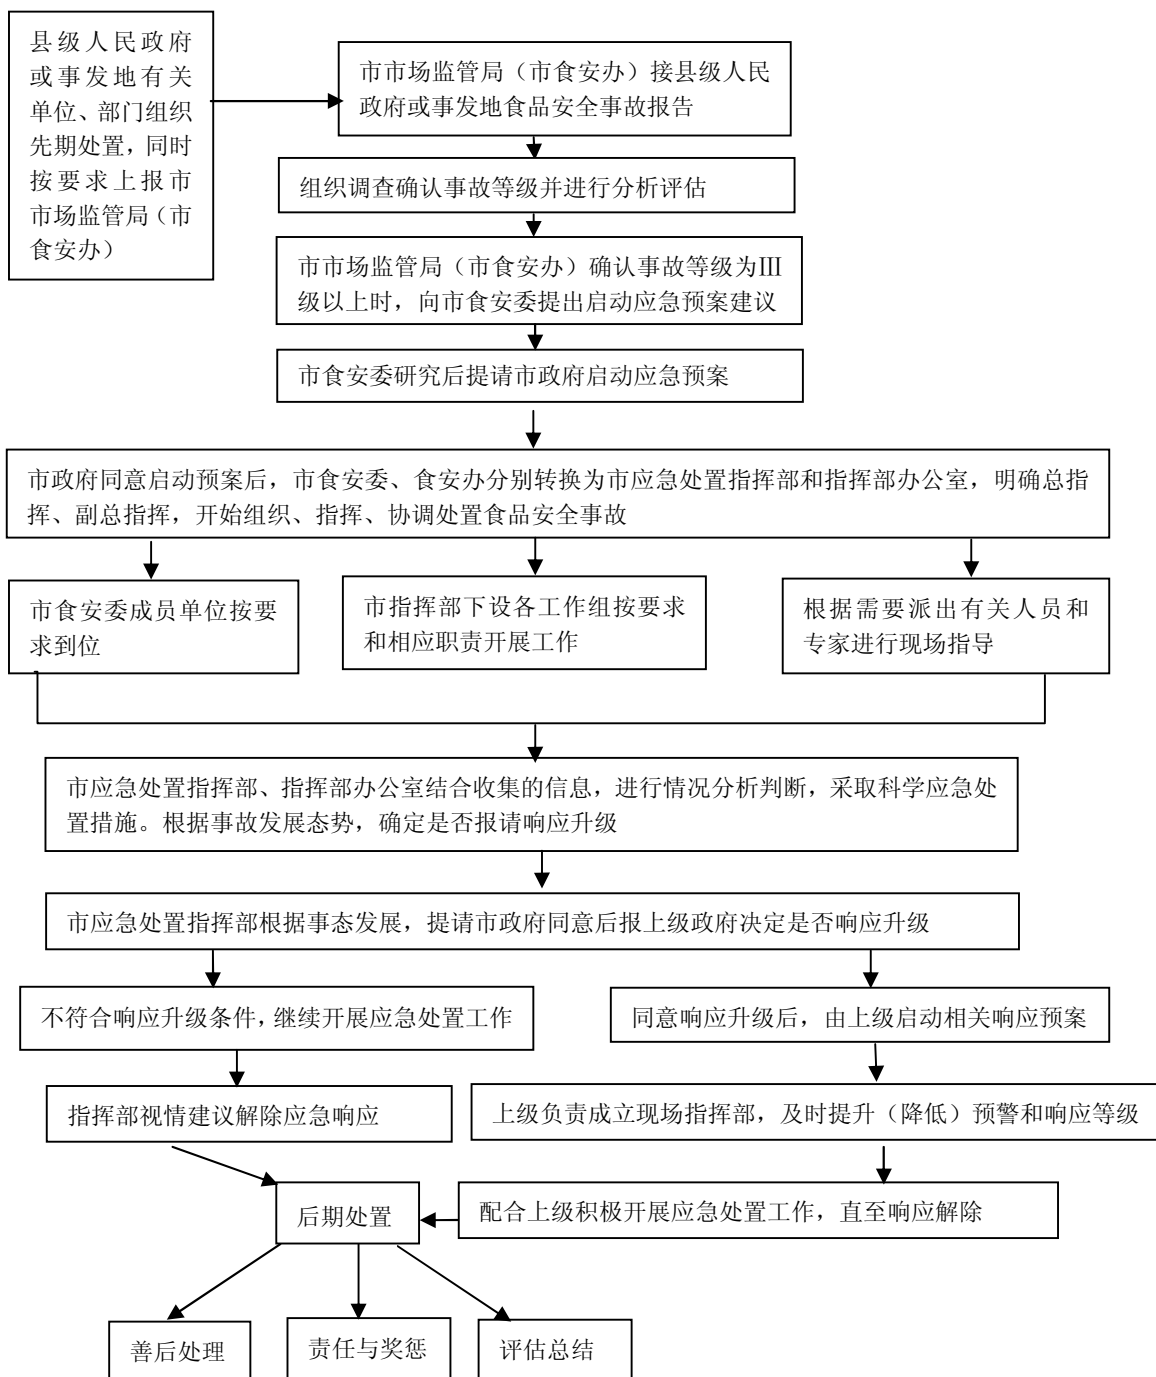 县级人民政府
或事发地有关
单位、部门组织
先期处置，同时
按要求上报市
市场监管局（市
食安办）
市市场监管局（市食安办）接县级人民
政府或事发地食品安全事故报告
组织调查确认事故等级并进行分析评估
市市场监管局（市食安办）确认事故等级为Ⅲ
级以上时，向市食安委提出启动应急预案建议
市食安委研究后提请市政府启动应急预案
市政府同意启动预案后，市食安委、食安办分别转换为市应急处置指挥部和指挥部办公室，明确总指
挥、副总指挥，开始组织、指挥、协调处置食品安全事故
市食安委成员单位按要
求到位
市指挥部下设各工作组按要求
和相应职责开展工作
根据需要派出有关人员和
专家进行现场指导
市应急处置指挥部、指挥部办公室结合收集的信息，进行情况分析判断，采取科学应急处
置措施。根据事故发展态势，确定是否报请响应升级
市应急处置指挥部根据事态发展，提请市政府同意后报上级政府决定是否响应升级
不符合响应升级条件，继续开展应急处置工作
同意响应升级后，由上级启动相关响应预案
指挥部视情建议解除应急响应
上级负责成立现场指挥部，及时提升（降低）预警和响应等级
后期处置
配合上级积极开展应急处置工作，直至响应解除
善后处理
责任与奖惩
评估总结